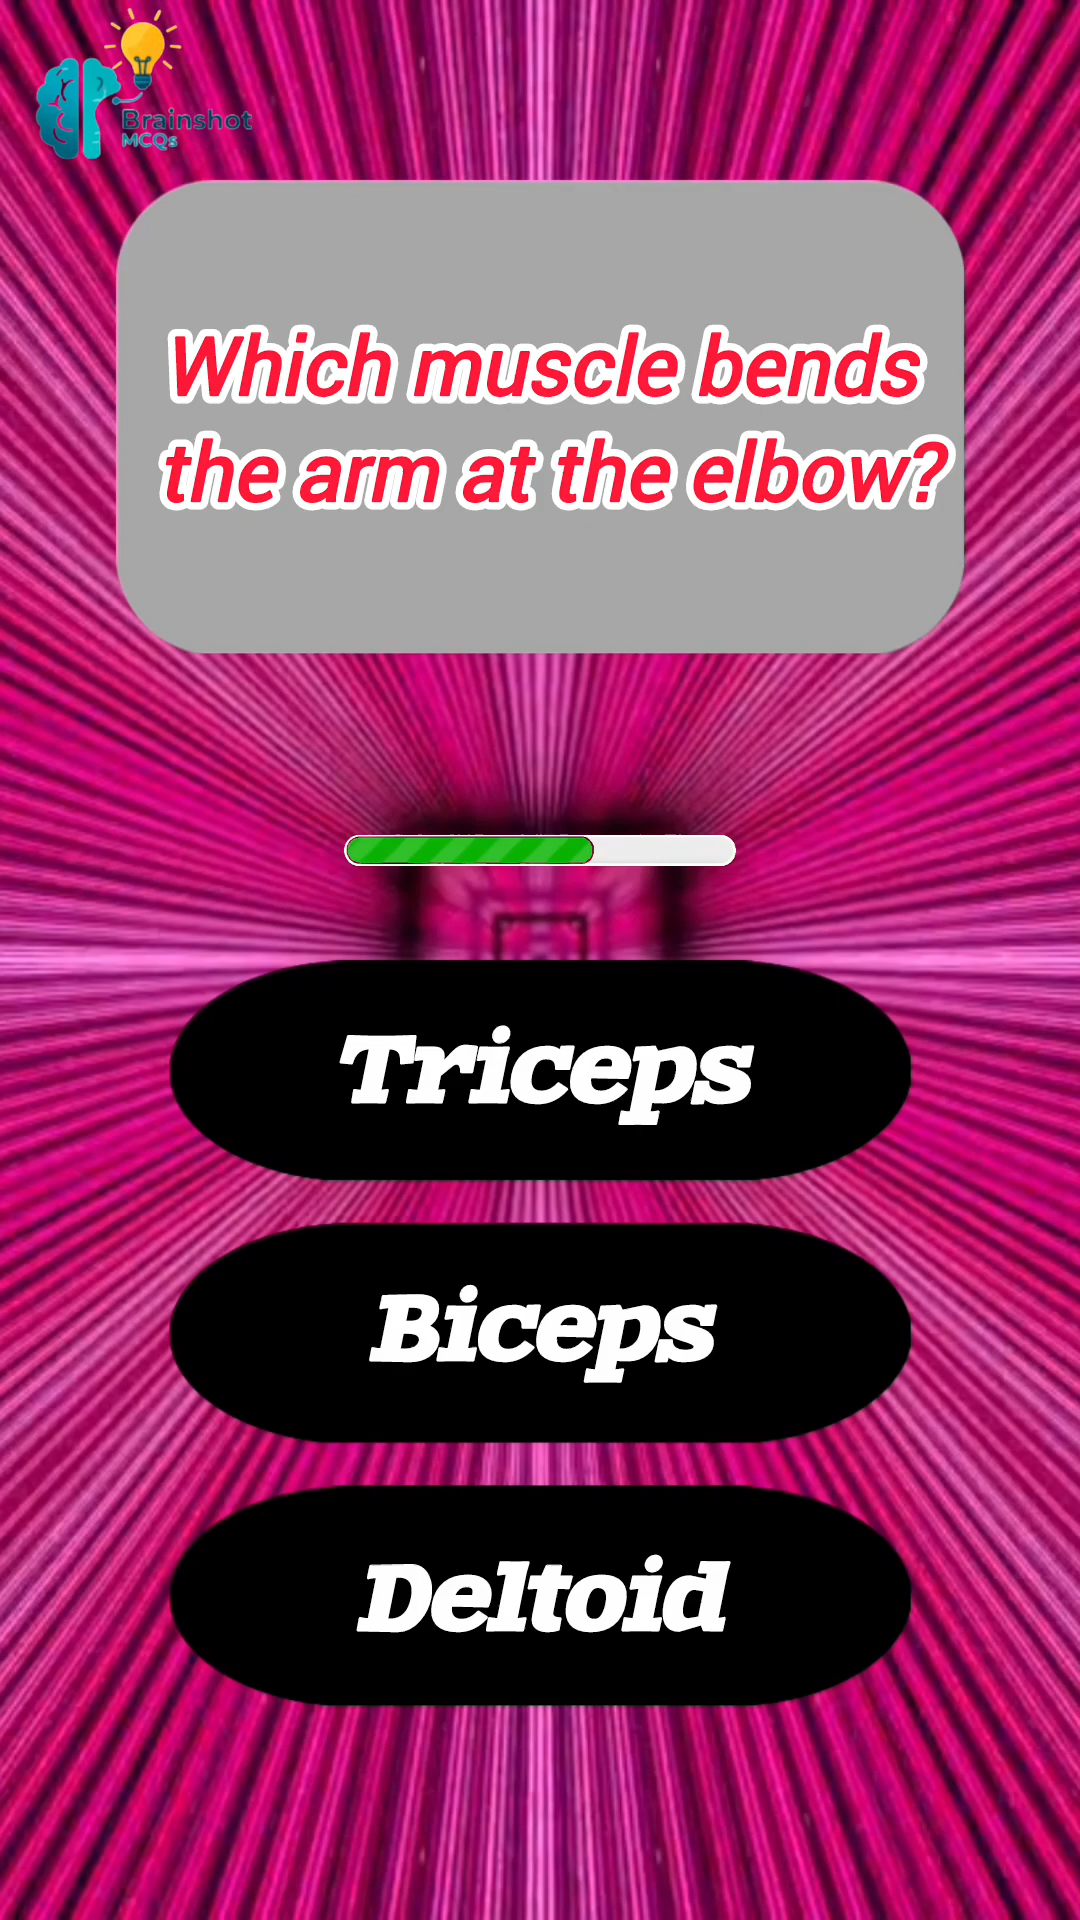 Brainshot
MCQs
Which muscle bends
the arm at the elbow?
Triceps
Biceps
Deltoid